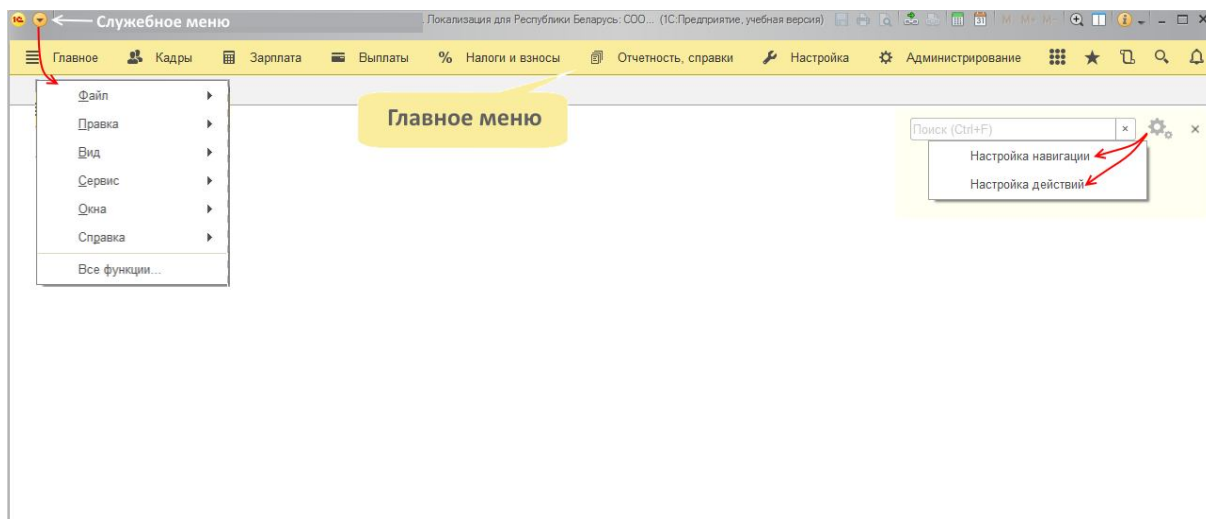 1С Служебное меню . Локализация для Республики Беларусь: СОО... (1С:Предприятие, учебная версия) M M+ M-
Главное Кадры Зарплата Выплаты % Налоги и взносы Отчетность, справки Настройка Администрирование
Файл
Правка
Вид
Сервис
Окна
Справка
Все функции...
Главное меню
Поиск (Ctrl+F)
Настройка навигации
Настройка действий